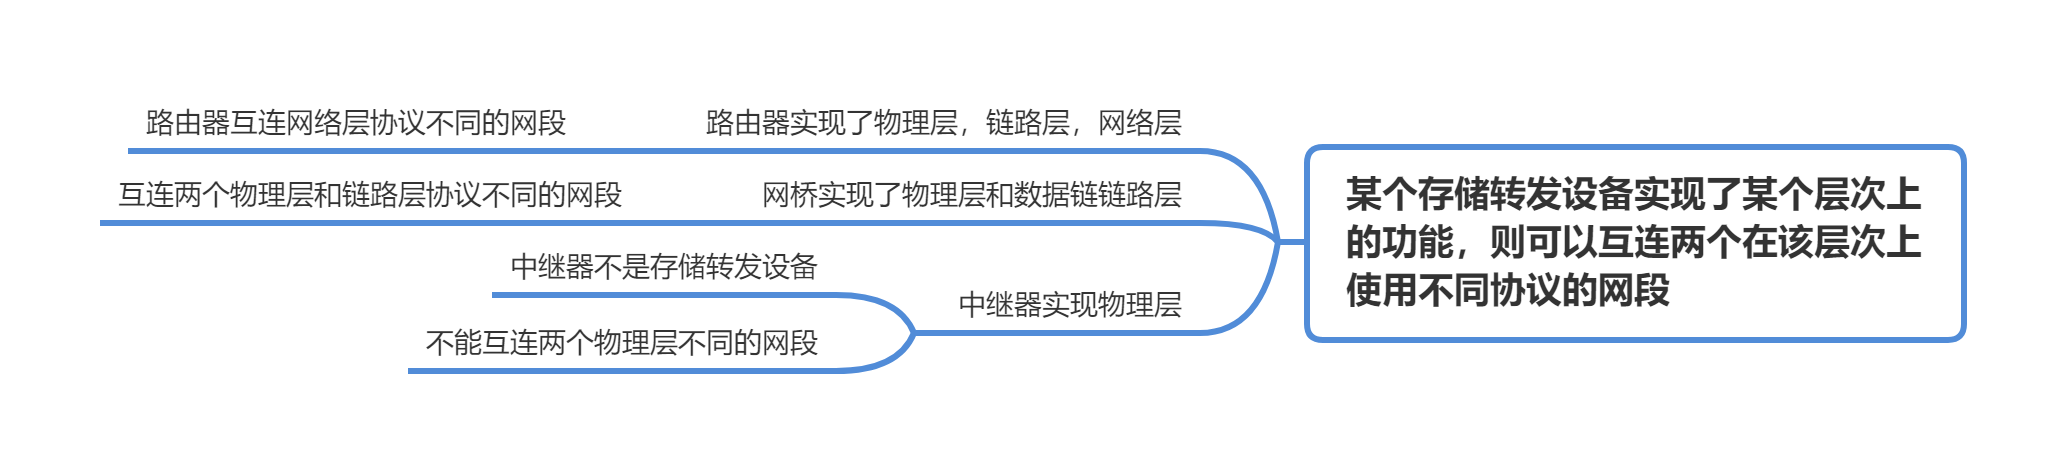 某个存储转发设备实现了某个层次上
的功能，则可以互连两个在该层次上
使用不同协议的网段
路由器实现了物理层，链路层，网络层
路由器互连网络层协议不同的网段
网桥实现了物理层和数据链链路层
互连两个物理层和链路层协议不同的网段
中继器实现物理层
中继器不是存储转发设备
不能互连两个物理层不同的网段